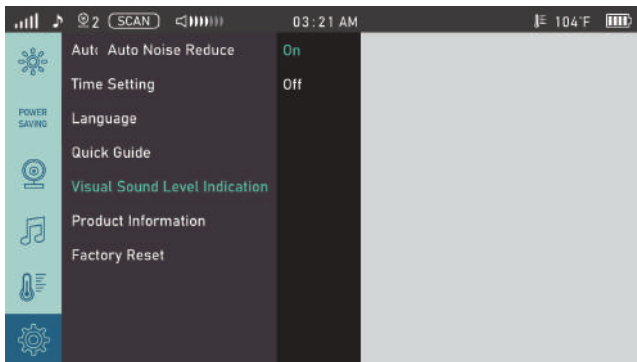 2 SCAN 03:21 AM 104°F
Aut Auto Noise Reduce On
Time Setting Off
POWER SAVING
Language
Quick Guide
Visual Sound Level Indication
Product Information
Factory Reset